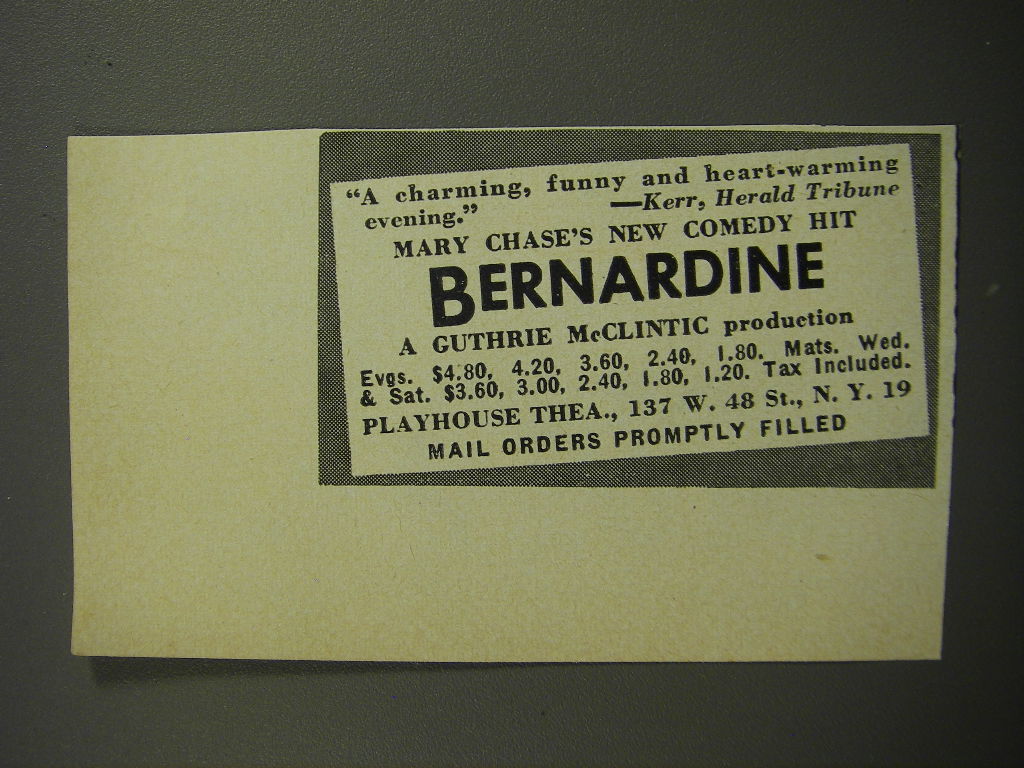 “A charming, funny and heart-warming
evening.” —Kerr, Herald Tribune
MARY CHASE'S NEW COMEDY HIT
BERNARDINE
A GUTHRIE McCLINTIC production
Evgs. $4.80, 4.20, 3.60, 2.40, 1.80. Mats. Wed.
& Sat. $3.60, 3.00, 2.40, 1.80, 1.20. Tax Included.
PLAYHOUSE THEA., 137 W. 48 St., N. Y. 19
MAIL ORDERS PROMPTLY FILLED